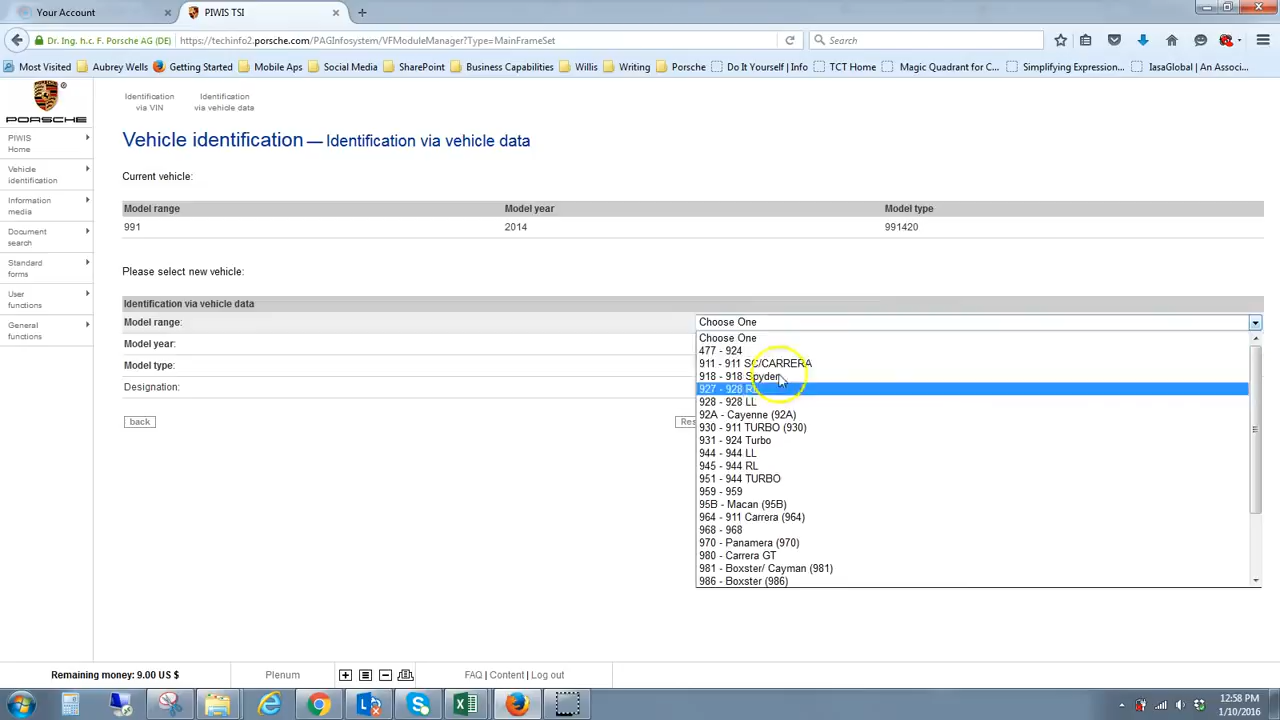 Your Account
PIWIS TSI
Dr. Ing. h.c. F. Porsche AG (DE)
https://techinfo2.porsche.com/PAGInfosystem/VFModuleManager?Type=MainFrameSet
Search
Most Visited
Aubrey Wells
Getting Started
Mobile Apps
Social Media
SharePoint
Business Capabilities
Willis
Writing
Porsche
Do It Yourself | Info
TCT Home
Magic Quadrant for C...
Simplifying Expression...
IasaGlobal | An Associ...
PORSCHE
PIWIS
Home
Vehicle
identification
Information
media
Document
search
Standard
forms
User
functions
General
functions
Identification
via VIN
Identification
via vehicle data
Vehicle identification — Identification via vehicle data
Current vehicle:
Model range Model year Model type
991 2014 991420
Please select new vehicle:
Identification via vehicle data
Model range:
Model year:
Model type:
Designation:
back
Res
Choose One
Choose One
477 - 924
911 - 911 SC/CARRERA
918 - 918 Spyder
927 - 928 RL
928 - 928 LL
92A - Cayenne (92A)
930 - 911 TURBO (930)
931 - 924 Turbo
944 - 944 LL
945 - 944 RL
951 - 944 TURBO
959 - 959
95B - Macan (95B)
964 - 911 Carrera (964)
968 - 968
970 - Panamera (970)
980 - Carrera GT
981 - Boxster/ Cayman (981)
986 - Boxster (986)
Remaining money: 9.00 US $
Plenum
FAQ | Content | Log out
12:58 PM
1/10/2016